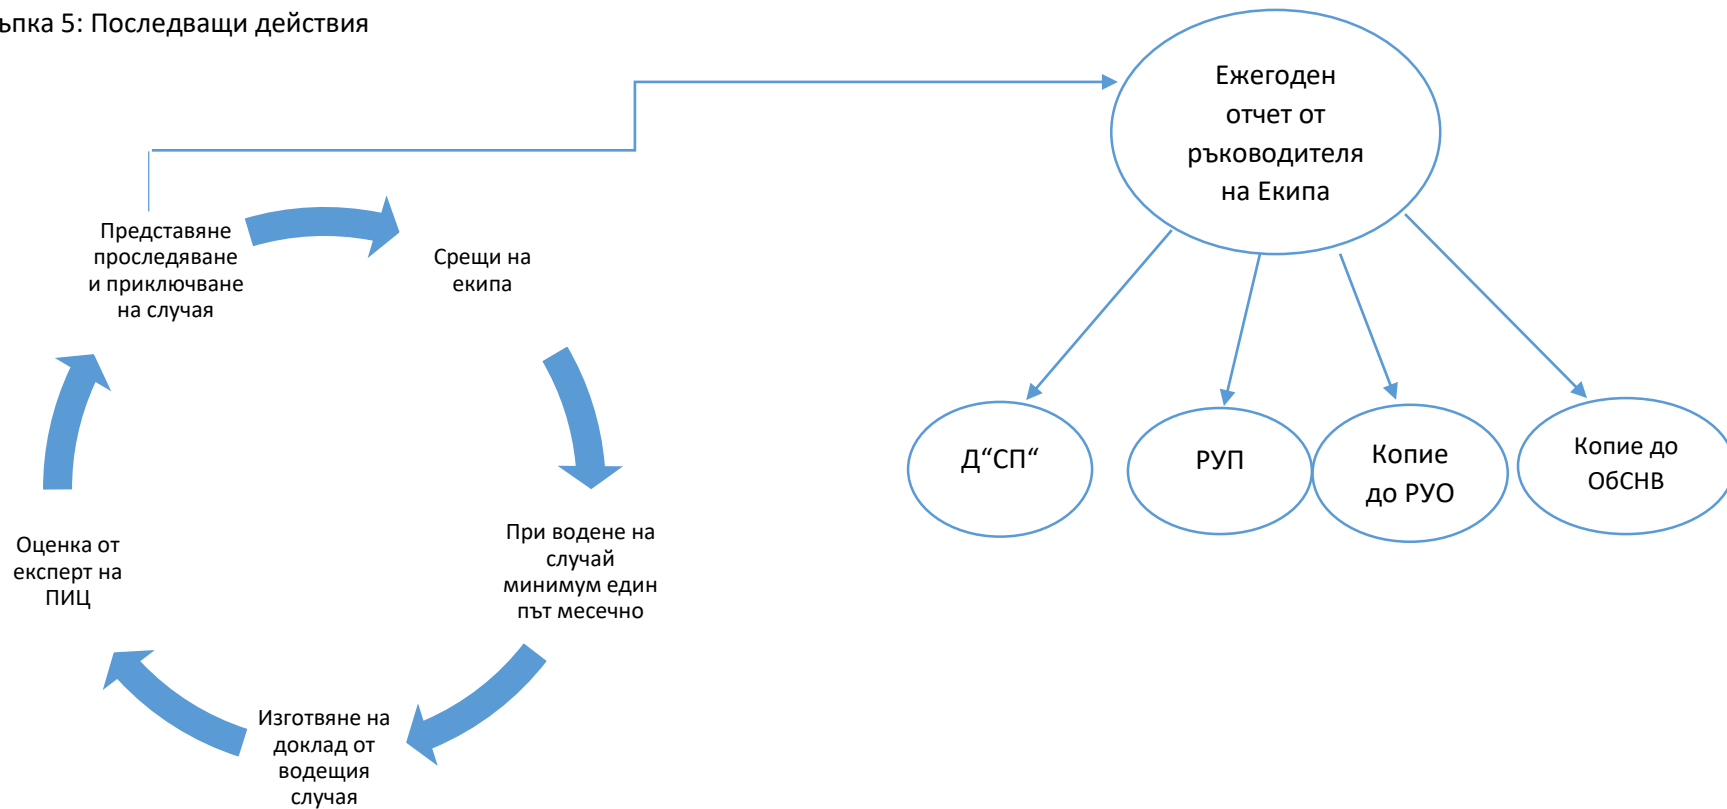 ъпка 5: Последващи действия
Ежегоден
отчет от
ръководителя
на Екипа
Представяне
проследяване
и приключване
на случая
Срещи на
екипа
При водене на
случай
минимум един
път месечно
Изготвяне на
доклад от
водещия
случая
Оценка от
експерт на
ПИЦ
Д“СП“
РУП
Копие
до РУО
Копие до
ОбСНВ